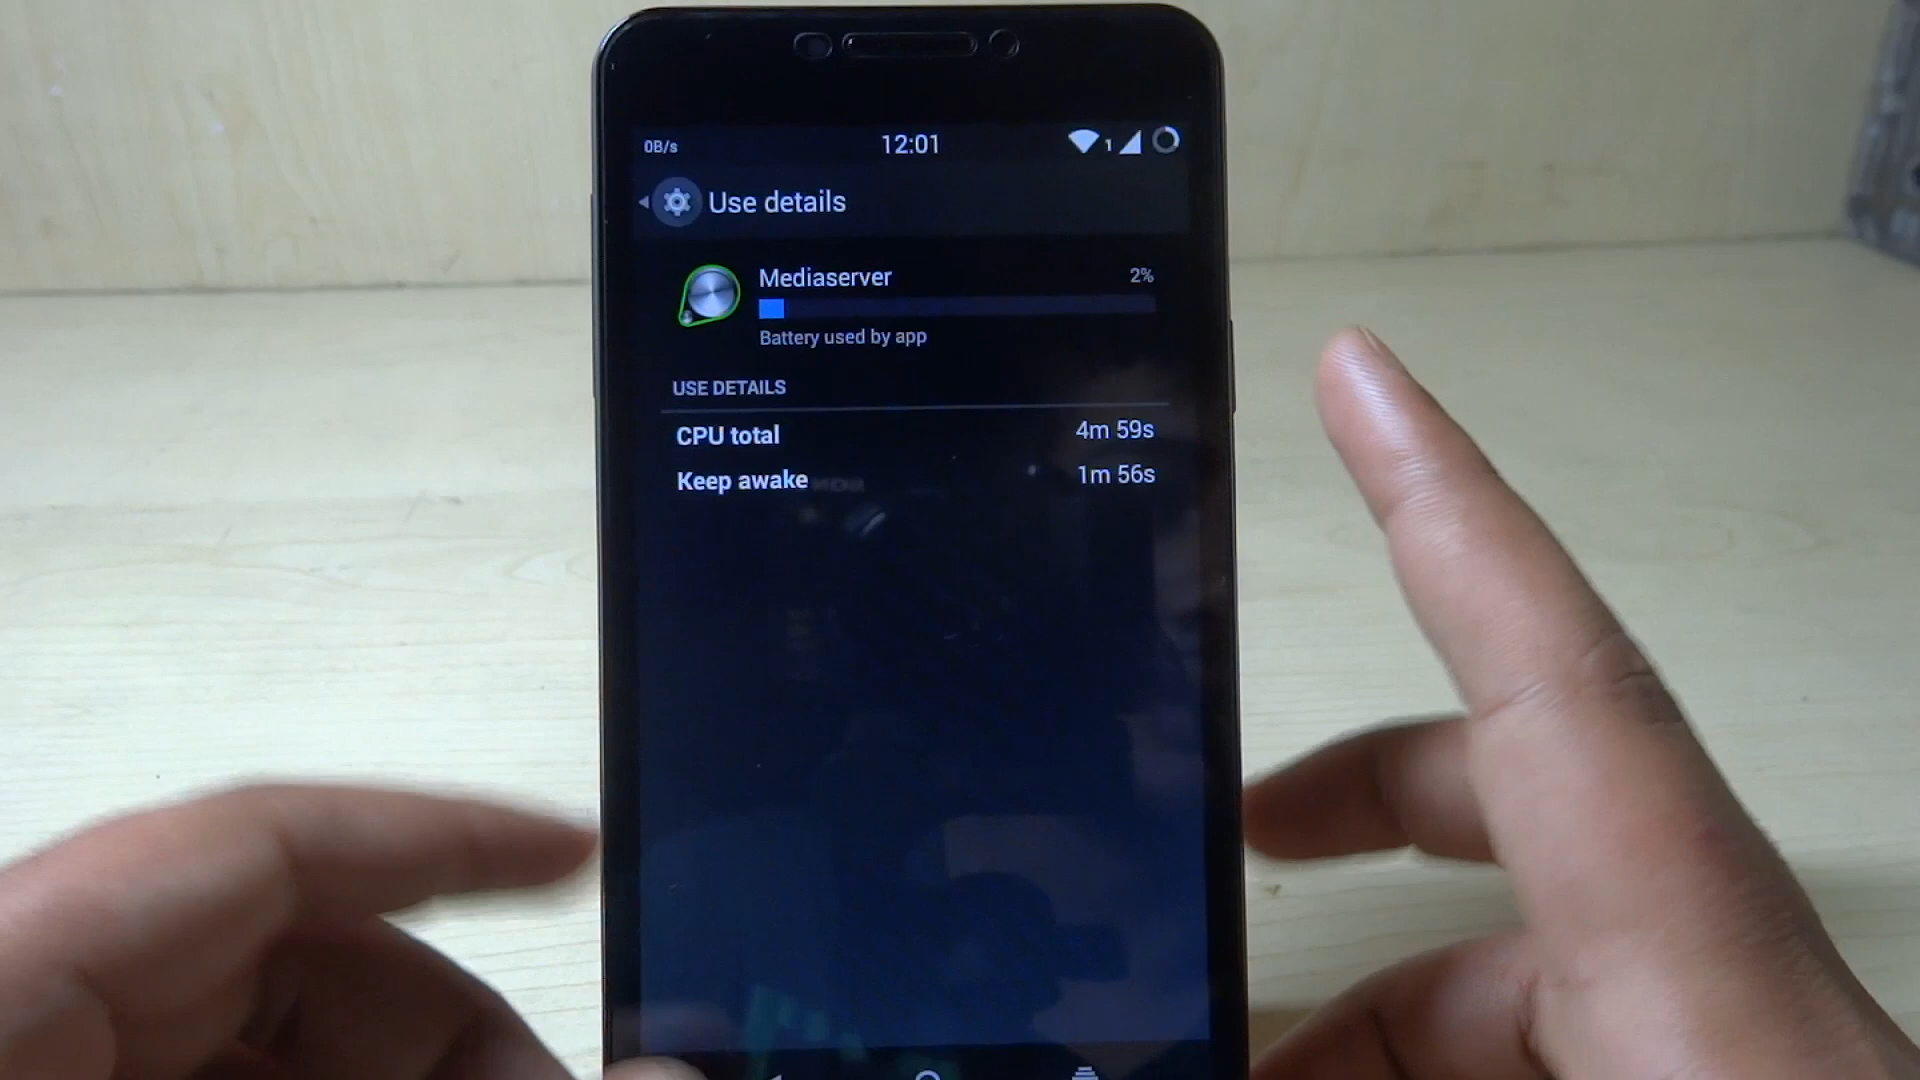 0B/s 12:01 1
Use details
Mediaserver 2%
Battery used by app
USE DETAILS
CPU total 4m 59s
Keep awake 1m 56s